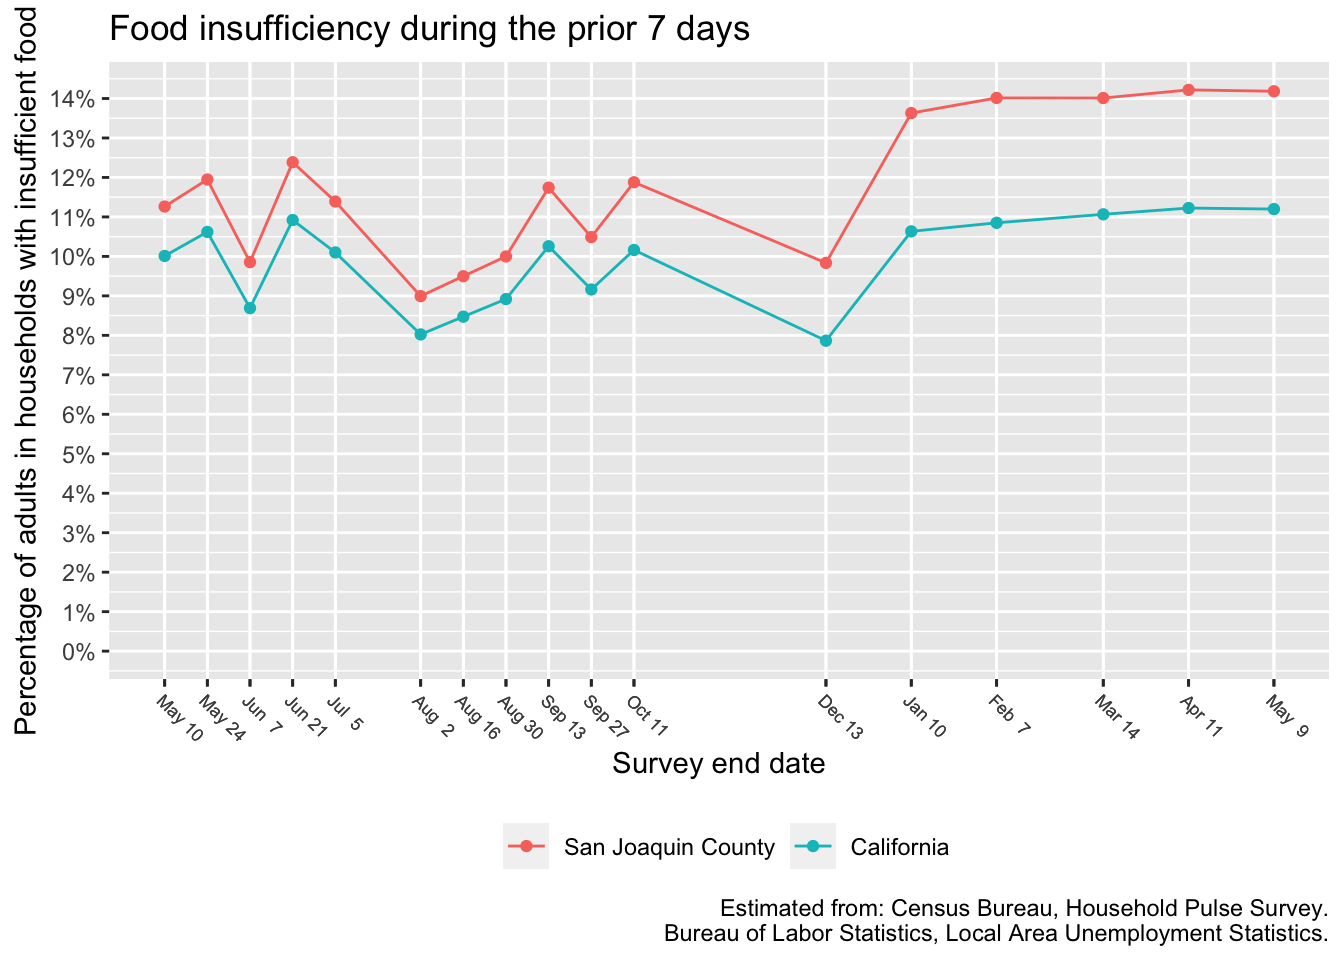 Food insufficiency during the prior 7 days
Percentage of adults in households with insufficient food
14%
13%
12%
11%
10%
9%
8%
7%
6%
5%
4%
3%
2%
1%
0%
May 10
May 24
Jun 7
Jun 21
Jul 5
Aug 2
Aug 16
Aug 30
Sep 13
Sep 27
Oct 11
Dec 13
Jan 10
Feb 7
Mar 14
Apr 11
May 9
Survey end date
San Joaquin County
California
Estimated from: Census Bureau, Household Pulse Survey.
Bureau of Labor Statistics, Local Area Unemployment Statistics.